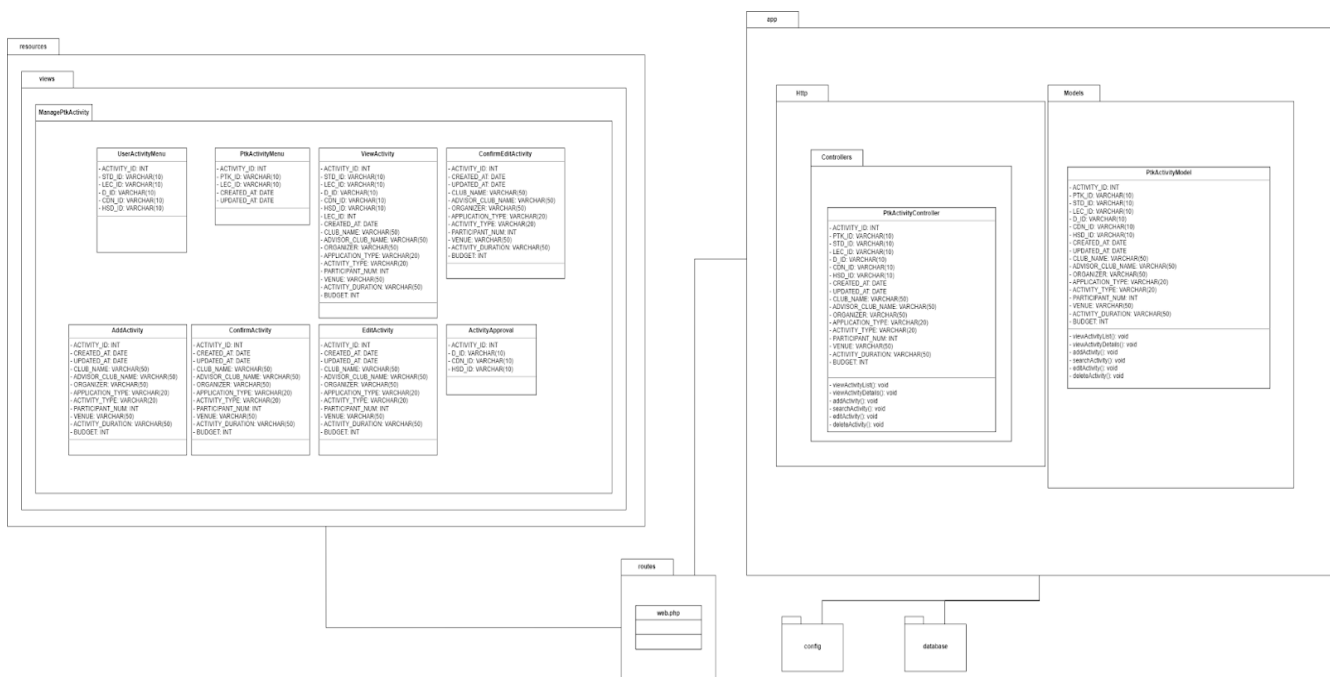 resources
views
ManagePtkActivity
UserActivityMenu
- ACTIVITY_ID: INT
- STD_ID: VARCHAR(10)
- LEC_ID: VARCHAR(10)
- D_ID: VARCHAR(10)
- CDN_ID: VARCHAR(10)
- HSD_ID: VARCHAR(10)
PtkActivityMenu
- ACTIVITY_ID: INT
- PTK_ID: VARCHAR(10)
- LEC_ID: VARCHAR(10)
- CREATED_AT: DATE
- UPDATED_AT: DATE
ViewActivity
- ACTIVITY_ID: INT
- STD_ID: VARCHAR(10)
- LEC_ID: VARCHAR(10)
- D_ID: VARCHAR(10)
- CDN_ID: VARCHAR(10)
- HSD_ID: VARCHAR(10)
- LEC_ID: INT
- CREATED_AT: DATE
- CLUB_NAME: VARCHAR(50)
- ADVISOR_CLUB_NAME: VARCHAR(50)
- ORGANIZER: VARCHAR(50)
- APPLICATION_TYPE: VARCHAR(20)
- ACTIVITY_TYPE: VARCHAR(20)
- PARTICIPANT_NUM: INT
- VENUE: VARCHAR(50)
- ACTIVITY_DURATION: VARCHAR(50)
- BUDGET: INT
ConfirmEditActivity
- ACTIVITY_ID: INT
- CREATED_AT: DATE
- UPDATED_AT: DATE
- CLUB_NAME: VARCHAR(50)
- ADVISOR_CLUB_NAME: VARCHAR(50)
- ORGANIZER: VARCHAR(50)
- APPLICATION_TYPE: VARCHAR(20)
- ACTIVITY_TYPE: VARCHAR(20)
- PARTICIPANT_NUM: INT
- VENUE: VARCHAR(50)
- ACTIVITY_DURATION: VARCHAR(50)
- BUDGET: INT
AddActivity
- ACTIVITY_ID: INT
- CREATED_AT: DATE
- UPDATED_AT: DATE
- CLUB_NAME: VARCHAR(50)
- ADVISOR_CLUB_NAME: VARCHAR(50)
- ORGANIZER: VARCHAR(50)
- APPLICATION_TYPE: VARCHAR(20)
- ACTIVITY_TYPE: VARCHAR(20)
- PARTICIPANT_NUM: INT
- VENUE: VARCHAR(50)
- ACTIVITY_DURATION: VARCHAR(50)
- BUDGET: INT
ConfirmActivity
- ACTIVITY_ID: INT
- CREATED_AT: DATE
- UPDATED_AT: DATE
- CLUB_NAME: VARCHAR(50)
- ADVISOR_CLUB_NAME: VARCHAR(50)
- ORGANIZER: VARCHAR(50)
- APPLICATION_TYPE: VARCHAR(20)
- ACTIVITY_TYPE: VARCHAR(20)
- PARTICIPANT_NUM: INT
- VENUE: VARCHAR(50)
- ACTIVITY_DURATION: VARCHAR(50)
- BUDGET: INT
EditActivity
- ACTIVITY_ID: INT
- CREATED_AT: DATE
- UPDATED_AT: DATE
- CLUB_NAME: VARCHAR(50)
- ADVISOR_CLUB_NAME: VARCHAR(50)
- ORGANIZER: VARCHAR(50)
- APPLICATION_TYPE: VARCHAR(20)
- ACTIVITY_TYPE: VARCHAR(20)
- PARTICIPANT_NUM: INT
- VENUE: VARCHAR(50)
- ACTIVITY_DURATION: VARCHAR(50)
- BUDGET: INT
ActivityApproval
- ACTIVITY_ID: INT
- D_ID: VARCHAR(10)
- CDN_ID: VARCHAR(10)
- HSD_ID: VARCHAR(10)
app
Http
Controllers
PtkActivityController
- ACTIVITY_ID: INT
- PTK_ID: VARCHAR(10)
- STD_ID: VARCHAR(10)
- LEC_ID: VARCHAR(10)
- D_ID: VARCHAR(10)
- CDN_ID: VARCHAR(10)
- HSD_ID: VARCHAR(10)
- CREATED_AT: DATE
- UPDATED_AT: DATE
- CLUB_NAME: VARCHAR(50)
- ADVISOR_CLUB_NAME: VARCHAR(50)
- ORGANIZER: VARCHAR(50)
- APPLICATION_TYPE: VARCHAR(20)
- ACTIVITY_TYPE: VARCHAR(20)
- PARTICIPANT_NUM: INT
- VENUE: VARCHAR(50)
- ACTIVITY_DURATION: VARCHAR(50)
- BUDGET: INT
- viewActivityList(): void
- viewActivityDetails(): void
- addActivity(): void
- searchActivity(): void
- editActivity(): void
- deleteActivity(): void
Models
PtkActivityModel
- ACTIVITY_ID: INT
- PTK_ID: VARCHAR(10)
- STD_ID: VARCHAR(10)
- LEC_ID: VARCHAR(10)
- D_ID: VARCHAR(10)
- CDN_ID: VARCHAR(10)
- HSD_ID: VARCHAR(10)
- CREATED_AT: DATE
- UPDATED_AT: DATE
- CLUB_NAME: VARCHAR(50)
- ADVISOR_CLUB_NAME: VARCHAR(50)
- ORGANIZER: VARCHAR(50)
- APPLICATION_TYPE: VARCHAR(20)
- ACTIVITY_TYPE: VARCHAR(20)
- PARTICIPANT_NUM: INT
- VENUE: VARCHAR(50)
- ACTIVITY_DURATION: VARCHAR(50)
- BUDGET: INT
- viewActivityList(): void
- viewActivityDetails(): void
- addActivity(): void
- searchActivity(): void
- editActivity(): void
- deleteActivity(): void
routes
web.php
config
database